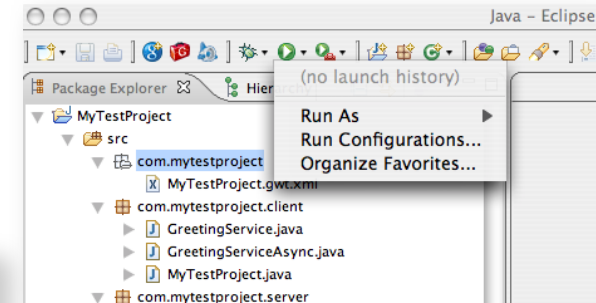 Java – Eclipse
(no launch history)
Package Explorer
Hier
Run As
Run Configurations...
Organize Favorites...
MyTestProject
src
com.mytestproject
MyTestProject.gwt.xml
com.mytestproject.client
GreetingService.java
GreetingServiceAsync.java
MyTestProject.java
com.mytestproject.server